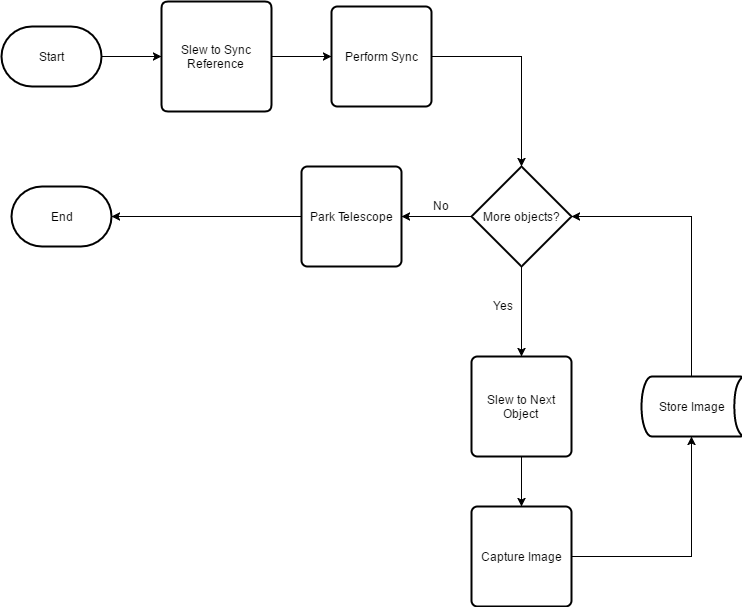 Start
Slew to Sync
Reference
Perform Sync
End
Park Telescope
No
More objects?
Yes
Slew to Next
Object
Store Image
Capture Image